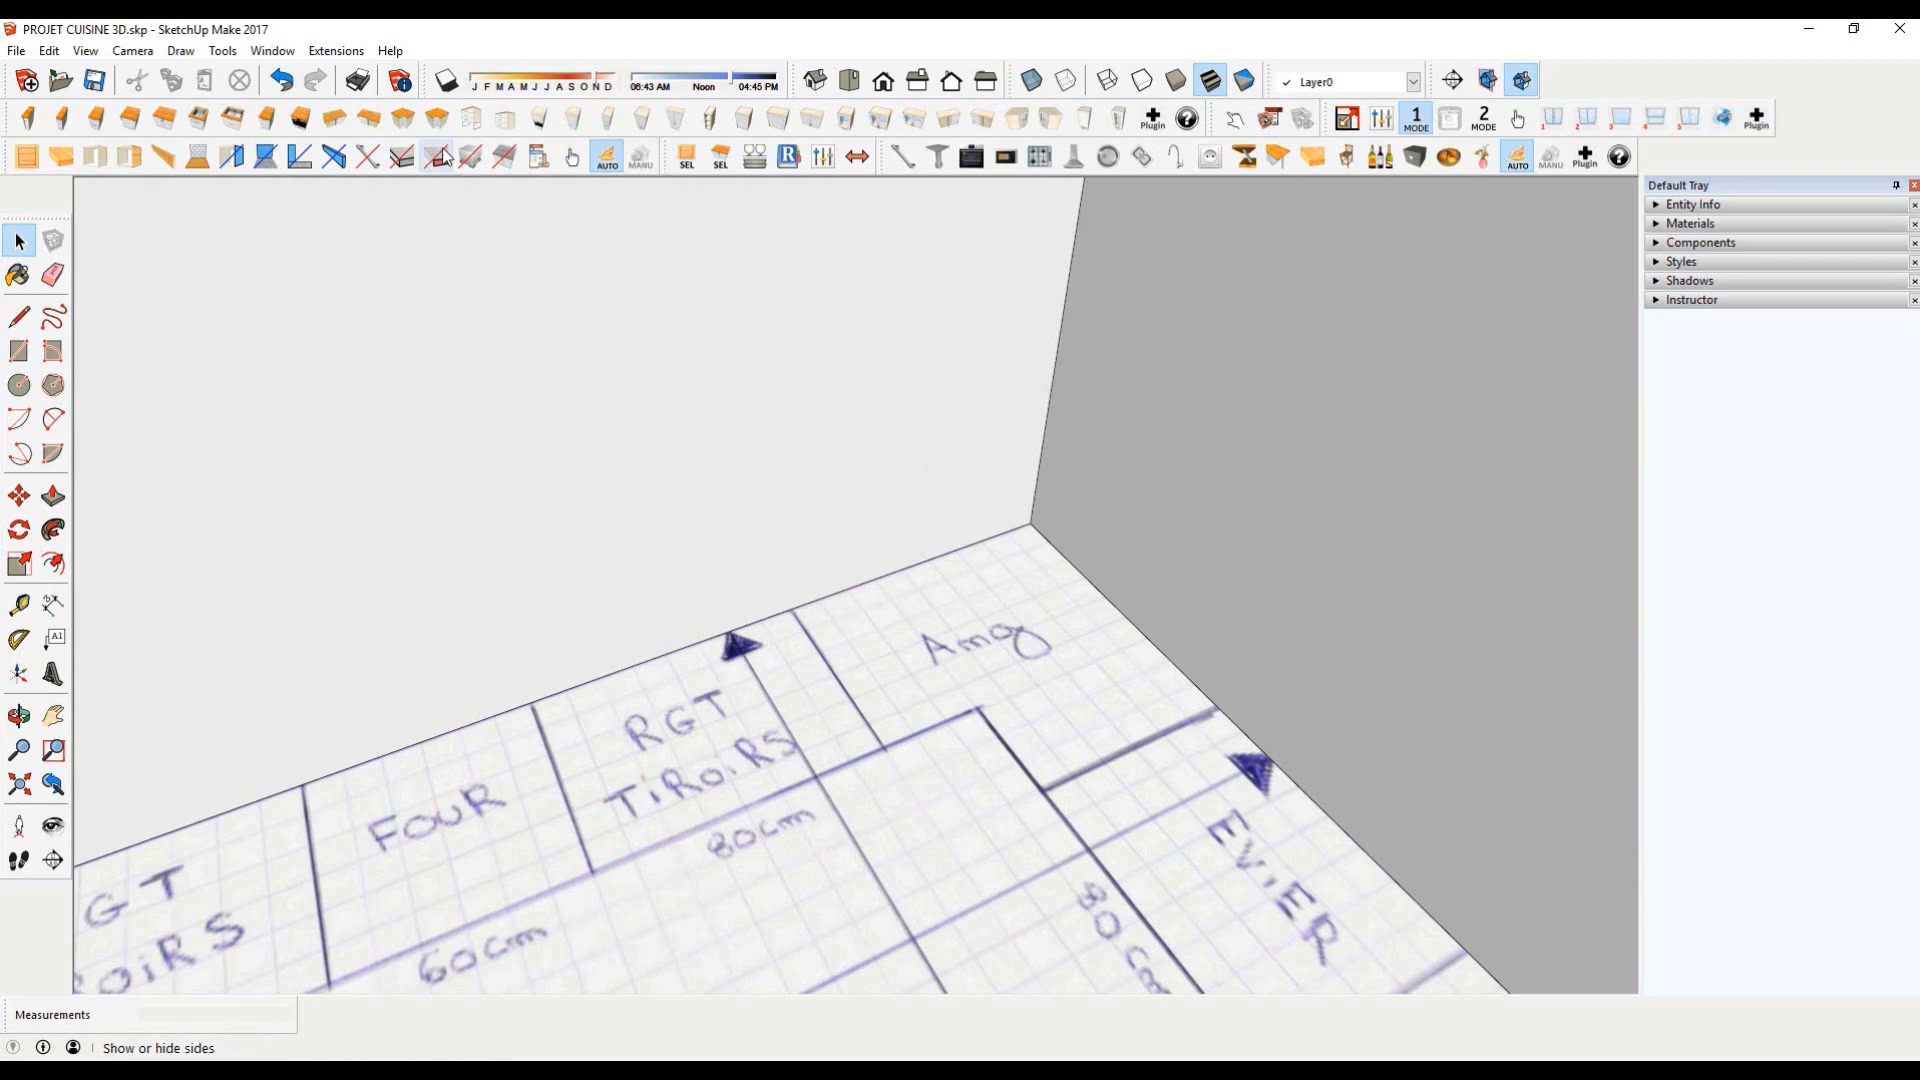 PROJET CUISINE 3D.skp - SketchUp Make 2017
File Edit View Camera Draw Tools Window Extensions Help
J F M A M J J A S O N D
06:43 AM Noon 04:45 PM
Layer0
Plugin
1 MODE
2 MODE
Plugin
SEL
SEL
R
AUTO
MANU
AUTO
MANU
Plugin
Default Tray
Entity Info
Materials
Components
Styles
Shadows
Instructor
A1
RGT
TiRoiRS
80cm
FOUR
60cm
GT
oiRS
EViER
Measurements
Show or hide sides